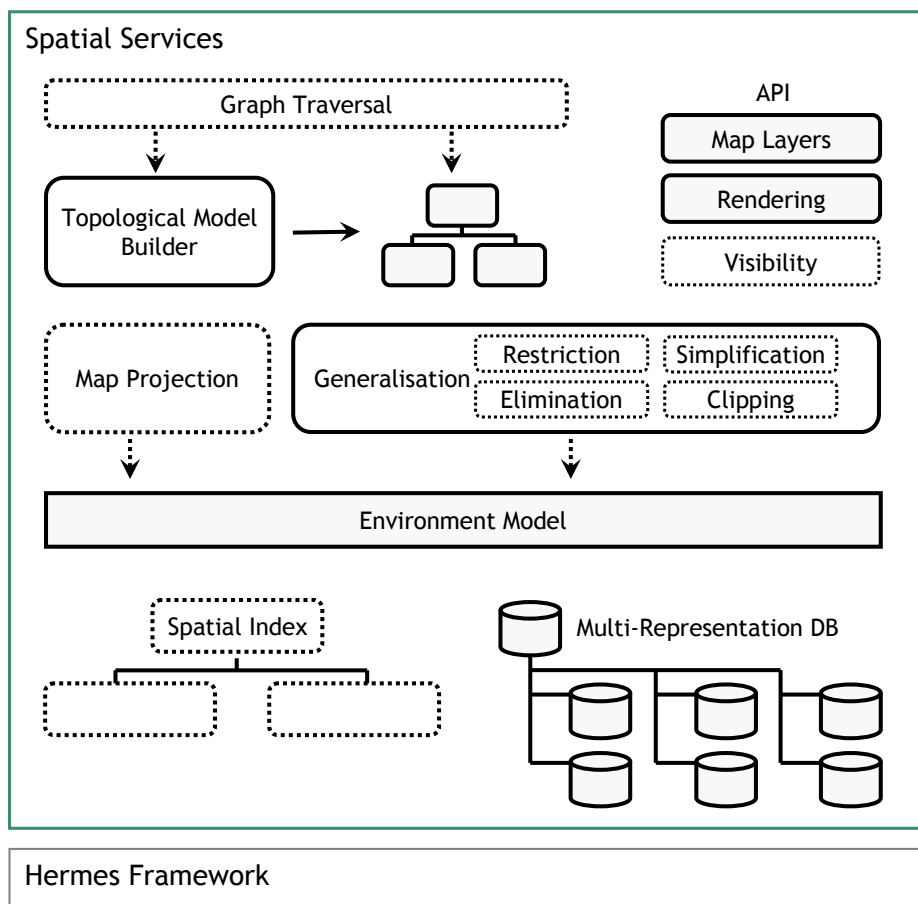 Spatial Services
Graph Traversal
API
Map Layers
Topological Model
Builder
Rendering
Visibility
Map Projection
Generalisation
Restriction
Simplification
Elimination
Clipping
Environment Model
Spatial Index
Multi-Representation DB
Hermes Framework